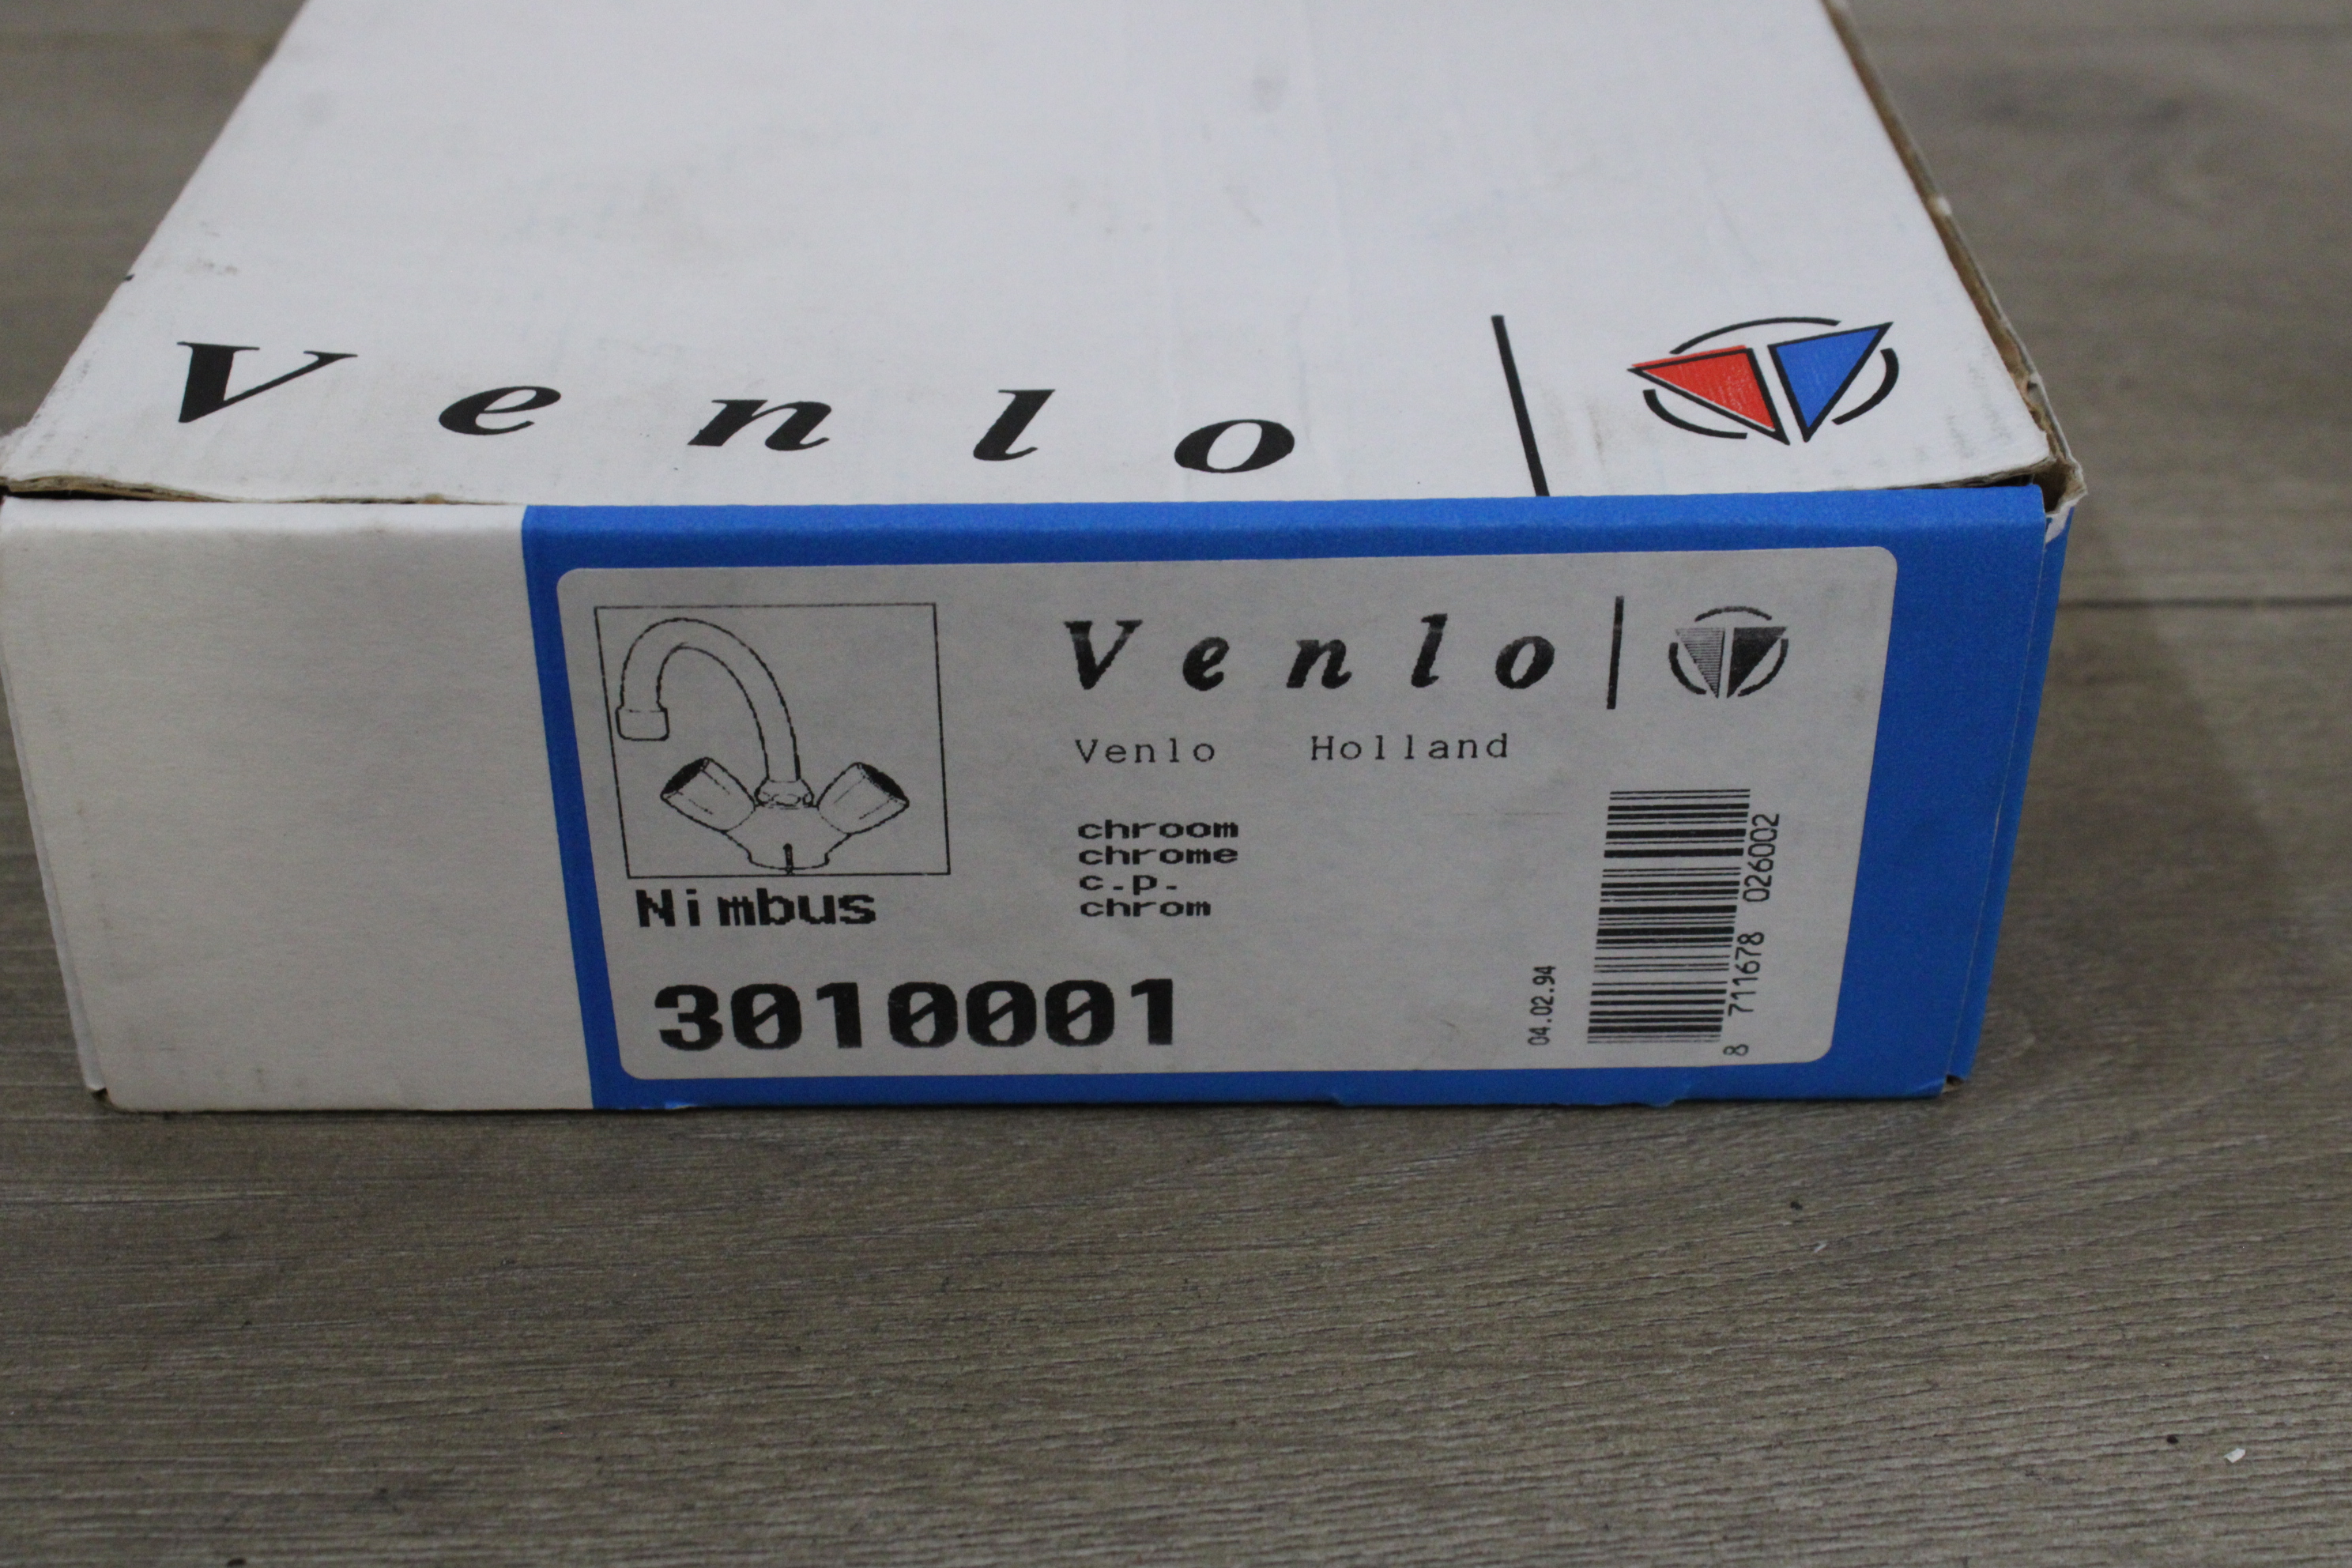 Venlo
Venlo
Venlo Holland
chroom
chrome
c.p.
chrom
Nimbus
3010001
04.02.94
8 711678 026002